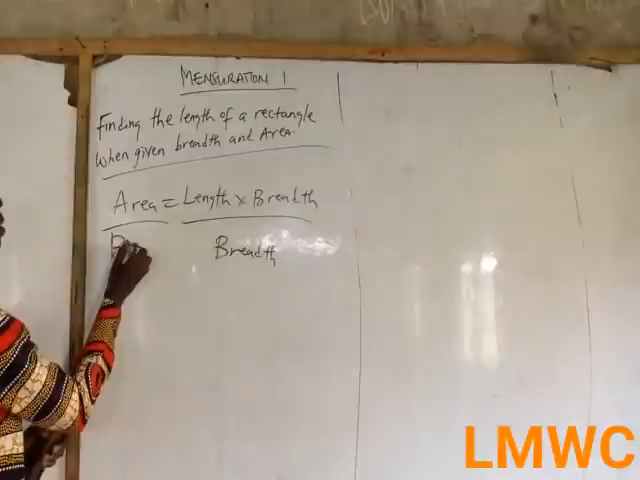 MENSURATION 1
Finding the length of a rectangle
when given breadth and Area.
Area = Length × Breadth
B Breadth
LMWC